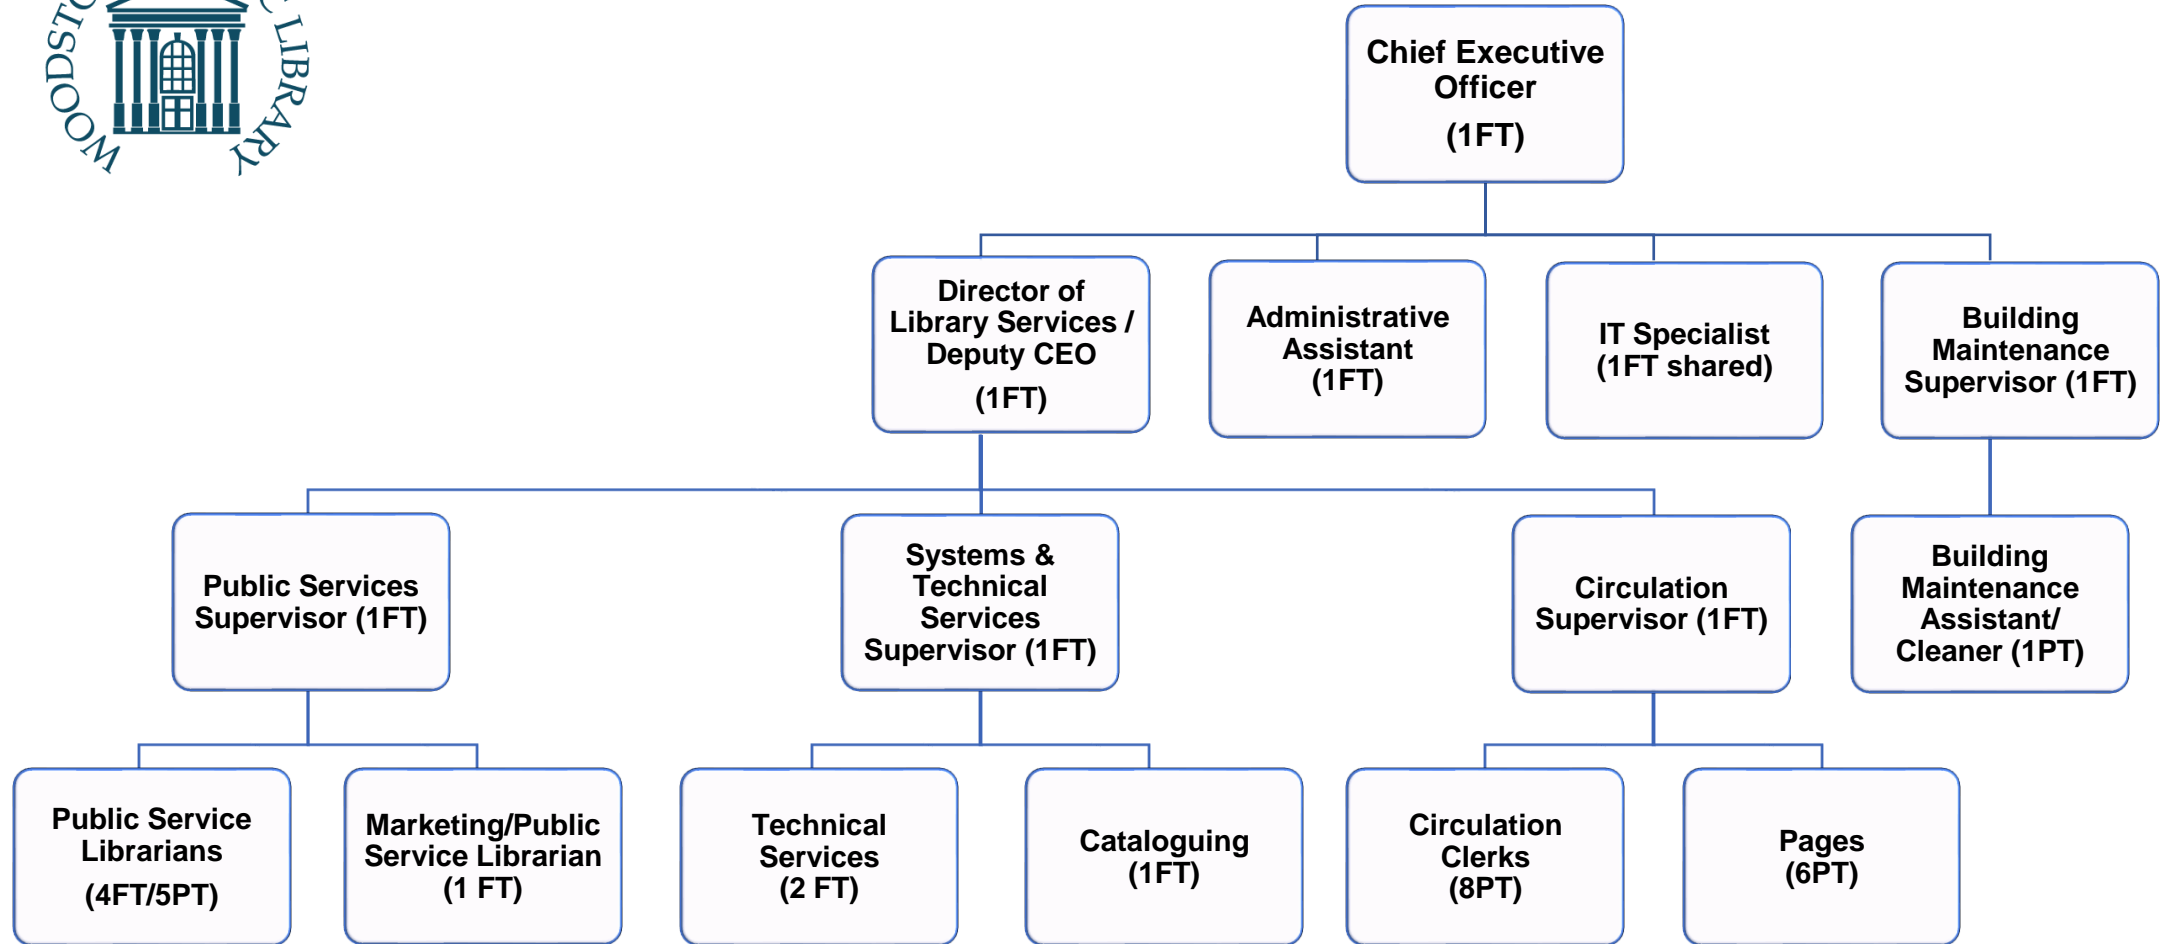 WOODSTO
C LIBRARY
Chief Executive
Officer
(1FT)
Director of
Library Services /
Deputy CEO
(1FT)
Administrative
Assistant
(1FT)
IT Specialist
(1FT shared)
Building
Maintenance
Supervisor (1FT)
Public Services
Supervisor (1FT)
Systems &
Technical
Services
Supervisor (1FT)
Circulation
Supervisor (1FT)
Building
Maintenance
Assistant/
Cleaner (1PT)
Public Service
Librarians
(4FT/5PT)
Marketing/Public
Service Librarian
(1 FT)
Technical
Services
(2 FT)
Cataloguing
(1FT)
Circulation
Clerks
(8PT)
Pages
(6PT)